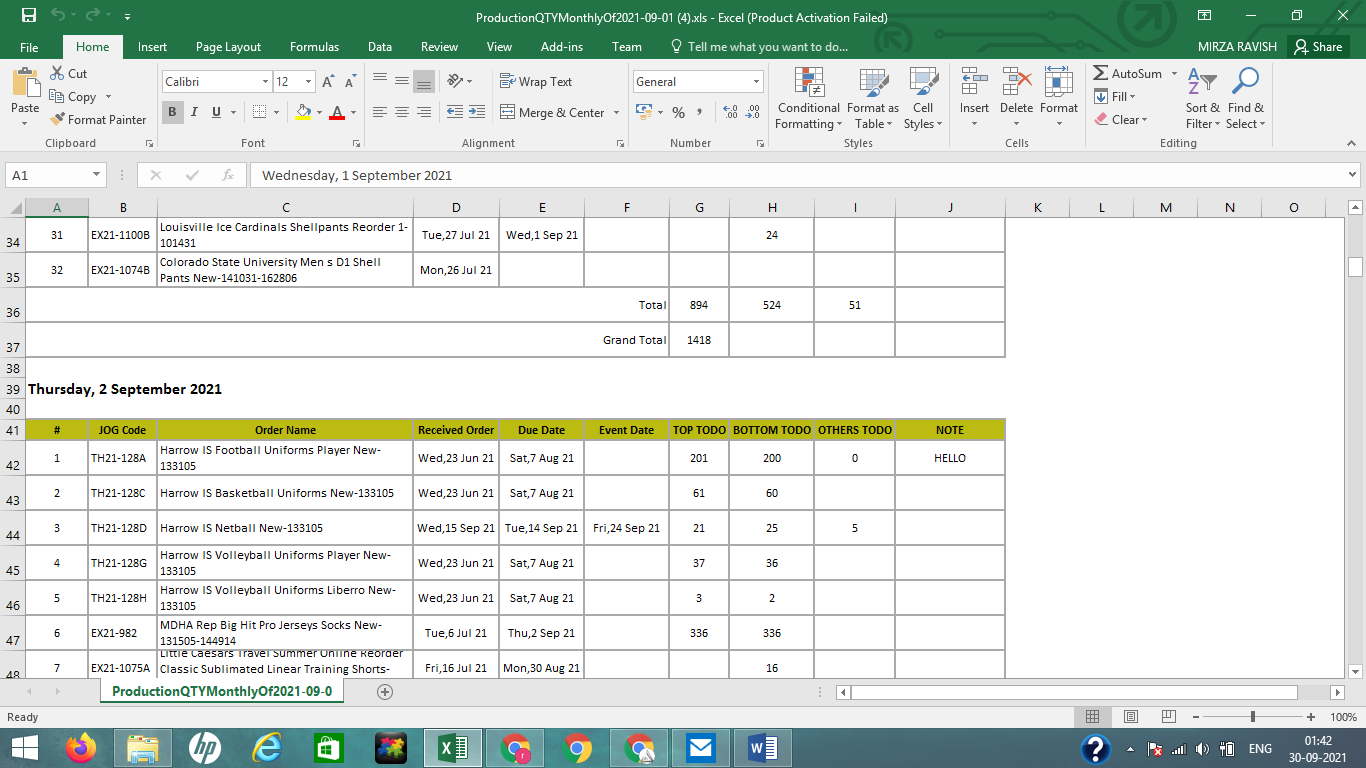 ProductionQTYMonthlyOf2021-09-01 (4).xls - Excel (Product Activation Failed)
File Home Insert Page Layout Formulas Data Review View Add-ins Team Tell me what you want to do... MIRZA RAVISH Share
Paste
Cut
Copy
Format Painter
Clipboard
Calibri 12
B I U
Font
Wrap Text
Merge & Center
Alignment
General
%
Number
Conditional Formatting
Format as Table
Cell Styles
Styles
Insert Delete Format
Cells
AutoSum
Fill
Clear
Sort & Filter
Find & Select
Editing
A1 fx Wednesday, 1 September 2021
A B C D E F G H I J K L M N O
34 31 EX21-1100B Louisville Ice Cardinals Shellpants Reorder 1-101431 Tue,27 Jul 21 Wed,1 Sep 21 24
35 32 EX21-1074B Colorado State University Men s D1 Shell Pants New-141031-162806 Mon,26 Jul 21
36 Total 894 524 51
37 Grand Total 1418
38
39 Thursday, 2 September 2021
40
41 # JOG Code Order Name Received Order Due Date Event Date TOP TODO BOTTOM TODO OTHERS TODO NOTE
42 1 TH21-128A Harrow IS Football Uniforms Player New-133105 Wed,23 Jun 21 Sat,7 Aug 21 201 200 0 HELLO
43 2 TH21-128C Harrow IS Basketball Uniforms New-133105 Wed,23 Jun 21 Sat,7 Aug 21 61 60
44 3 TH21-128D Harrow IS Netball New-133105 Wed,15 Sep 21 Tue,14 Sep 21 Fri,24 Sep 21 21 25 5
45 4 TH21-128G Harrow IS Volleyball Uniforms Player New-133105 Wed,23 Jun 21 Sat,7 Aug 21 37 36
46 5 TH21-128H Harrow IS Volleyball Uniforms Liberro New-133105 Wed,23 Jun 21 Sat,7 Aug 21 3 2
47 6 EX21-982 MDHA Rep Big Hit Pro Jerseys Socks New-131505-144914 Tue,6 Jul 21 Thu,2 Sep 21 336 336
48 7 EX21-1075A Little Caesars Travel Summer Online Reorder Classic Sublimated Linear Training Shorts- Fri,16 Jul 21 Mon,30 Aug 21 16
ProductionQTYMonthlyOf2021-09-0
Ready 100%
ENG 01:42
30-09-2021